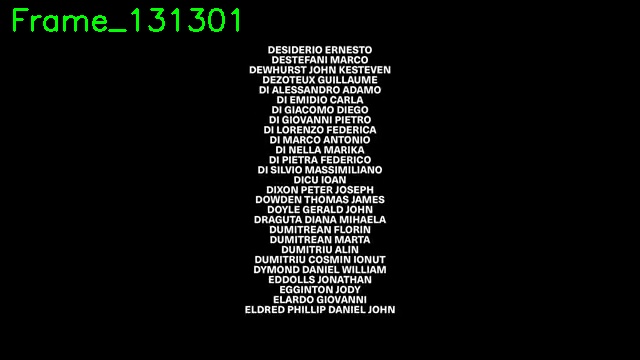 Frame_131301
DESIDERIO ERNESTO
DESTEFANI MARCO
DEWHURST JOHN KESTEVEN
DEZOTEUX GUILLAUME
DI ALESSANDRO ADAMO
DI EMIDIO CARLA
DI GIACOMO DIEGO
DI GIOVANNI PIETRO
DI LORENZO FEDERICA
DI MARCO ANTONIO
DI NELLA MARIKA
DI PIETRA FEDERICO
DI SILVIO MASSIMILIANO
DICU IOAN
DIXON PETER JOSEPH
DOWDEN THOMAS JAMES
DOYLE GERALD JOHN
DRAGUTA DIANA MIHAELA
DUMITREAN FLORIN
DUMITREAN MARTA
DUMITRIU ALIN
DUMITRIU COSMIN IONUT
DYMOND DANIEL WILLIAM
EDDOLLS JONATHAN
EGGINTON JODY
ELARDO GIOVANNI
ELDRED PHILLIP DANIEL JOHN